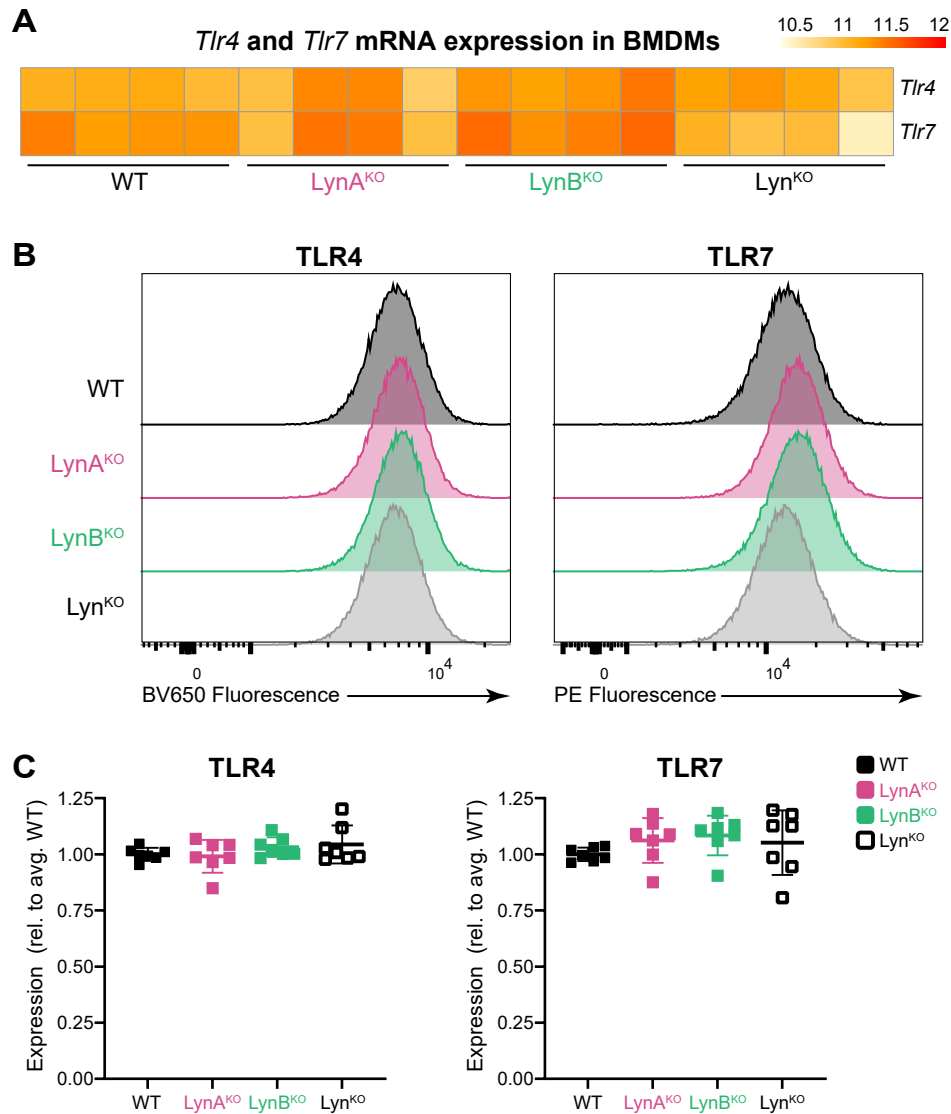 A
Tlr4 and Tlr7 mRNA expression in BMDMs
10.5 11 11.5 12
Tlr4
Tlr7
WT LynAKO LynBKO LynKO
B
TLR4 TLR7
WT
LynAKO
LynBKO
LynKO
0 104 0 104
BV650 Fluorescence PE Fluorescence
C
TLR4 TLR7
WT
LynAKO
LynBKO
LynKO
Expression (rel. to avg. WT)
1.25
1.00
0.75
0.50
0.25
0.00
WT LynAKO LynBKO LynKO
Expression (rel. to avg. WT)
1.25
1.00
0.75
0.50
0.25
0.00
WT LynAKO LynBKO LynKO